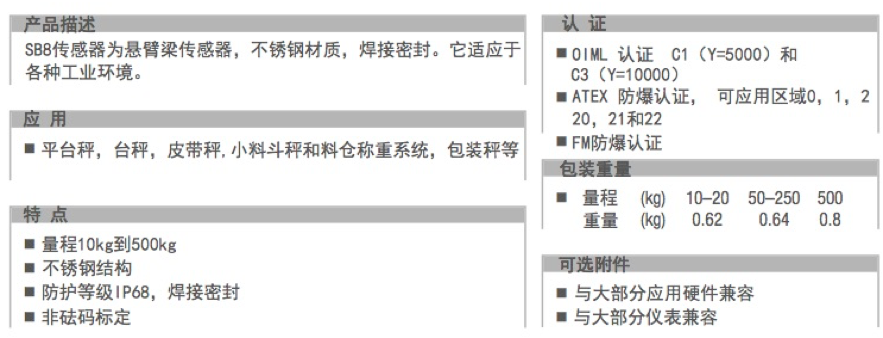 产品描述
SB8传感器为悬臂梁传感器，不锈钢材质，焊接密封。它适应于
各种工业环境。
应 用
■ 平台秤，台秤，皮带秤,小料斗秤和料仓称重系统，包装秤等
特 点
■ 量程10kg到500kg
■ 不锈钢结构
■ 防护等级IP68，焊接密封
■ 非砝码标定
认 证
■ OIML 认证 C1（Y=5000）和
C3（Y=10000）
■ ATEX 防爆认证， 可应用区域0，1，2
20，21和22
■ FM防爆认证
包装重量
■ 量程 (kg) 10–20 50–250 500
重量 (kg) 0.62 0.64 0.8
可选附件
■ 与大部分应用硬件兼容
■ 与大部分仪表兼容